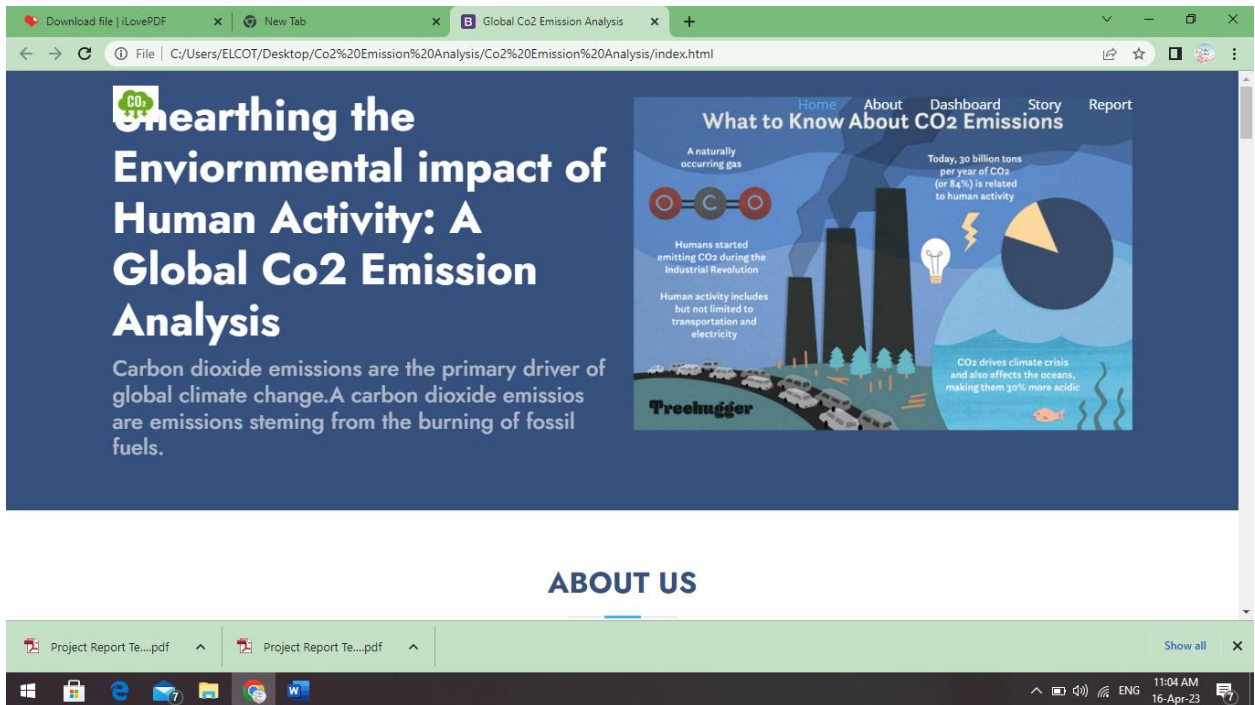 Download file | iLovePDF
New Tab
Global Co2 Emission Analysis
File
C:/Users/ELCOT/Desktop/Co2%20Emission%20Analysis/Co2%20Emission%20Analysis/index.html
CO₂
Home About Dashboard Story Report
Unearthing the
Enviornmental impact of
Human Activity: A
Global Co2 Emission
Analysis
Carbon dioxide emissions are the primary driver of
global climate change.A carbon dioxide emissios
are emissions steming from the burning of fossil
fuels.
What to Know About CO2 Emissions
A naturally
occurring gas
O C O
Humans started
emitting CO2 during the
Industrial Revolution
Human activity includes
but not limited to
transportation and
electricity
Today, 30 billion tons
per year of CO2
(or 84%) is related
to human activity
CO2 drives climate crisis
and also affects the oceans,
making them 30% more acidic
Treehugger
ABOUT US
Project Report Te....pdf
Project Report Te....pdf
Show all
7
ENG
11:04 AM
16-Apr-23
7